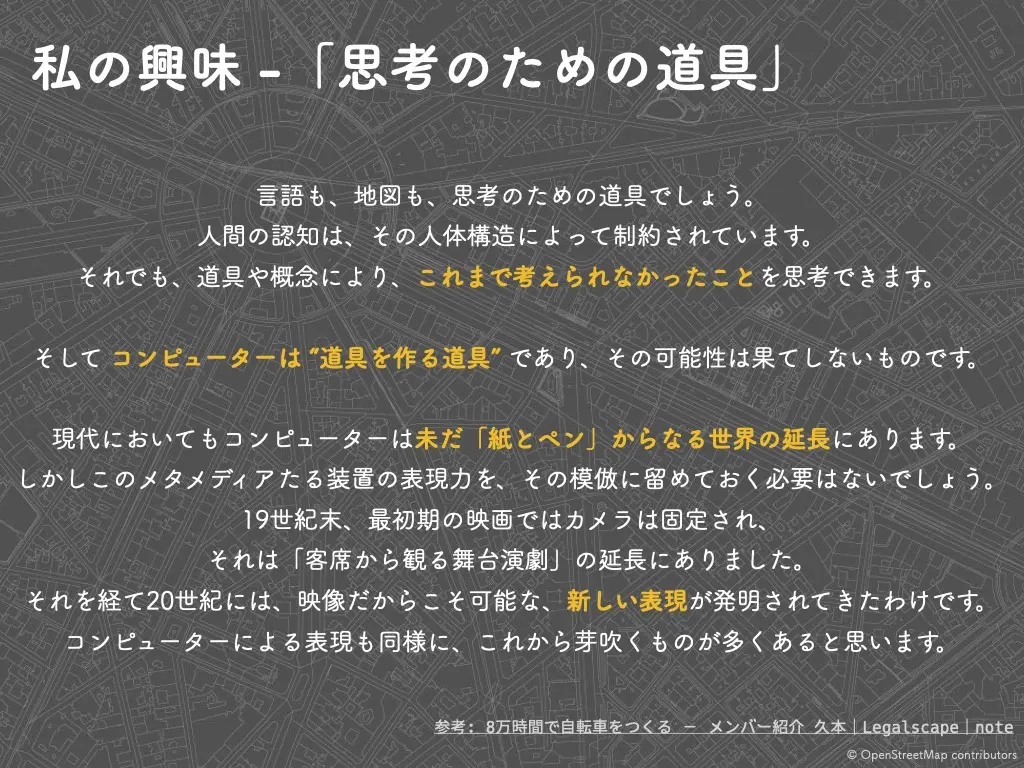 私の興味 –「思考のための道具」
言語も、地図も、思考のための道具でしょう。
人間の認知は、その人体構造によって制約されています。
それでも、道具や概念により、これまで考えられなかったことを思考できます。
そして コンピューターは “道具を作る道具” であり、その可能性は果てしないものです。
現代においてもコンピューターは未だ「紙とペン」からなる世界の延長にあります。
しかしこのメタメディアたる装置の表現力を、その模倣に留めておく必要はないでしょう。
19世紀末、最初期の映画ではカメラは固定され、
それは「客席から観る舞台演劇」の延長にありました。
それを経て20世紀には、映像だからこそ可能な、新しい表現が発明されてきたわけです。
コンピューターによる表現も同様に、これから芽吹くものが多くあると思います。
参考: 8万時間で自転車をつくる − メンバー紹介 久本｜Legalscape｜note
© OpenStreetMap contributors